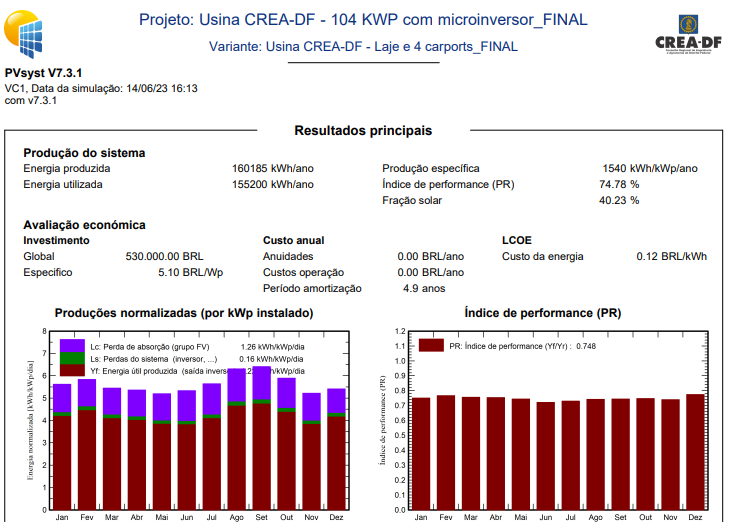 Projeto: Usina CREA-DF - 104 KWP com microinversor_FINAL
Variante: Usina CREA-DF - Laje e 4 carports_FINAL
CREA-DF
PVsyst V7.3.1
VC1, Data da simulação: 14/06/23 16:13
com v7.3.1
Resultados principais
Produção do sistema
Energia produzida 160185 kWh/ano Produção específica 1540 kWh/kWp/ano
Energia utilizada 155200 kWh/ano Índice de performance (PR) 74.78 %
Fração solar 40.23 %
Avaliação económica
Investimento Custo anual LCOE
Global 530.000.00 BRL Anuidades 0.00 BRL/ano Custo da energia 0.12 BRL/kWh
Especifico 5.10 BRL/Wp Custos operação 0.00 BRL/ano
Período amortização 4.9 anos
Produções normalizadas (por kWp instalado)
8
7
6
5
4
3
2
1
0
Energia normalizada [kWh/kWp/dia]
Lc: Perda de absorção (grupo FV) 1.26 kWh/kWp/dia
Ls: Perdas do sistema (inversor, ...) 0.16 kWh/kWp/dia
Yf: Energia útil produzida (saída kWh/kWp/dia
Jan Fev Mar Abr Mai Jun Jul Ago Set Out Nov Dez
Índice de performance (PR)
1.2
1.1
1.0
0.9
0.8
0.7
0.6
0.5
0.4
0.3
0.2
0.1
0.0
Índice de performance (PR)
PR: Índice de performance (Yf/Yr) : 0.748
Jan Fev Mar Abr Mai Jun Jul Ago Set Out Nov Dez